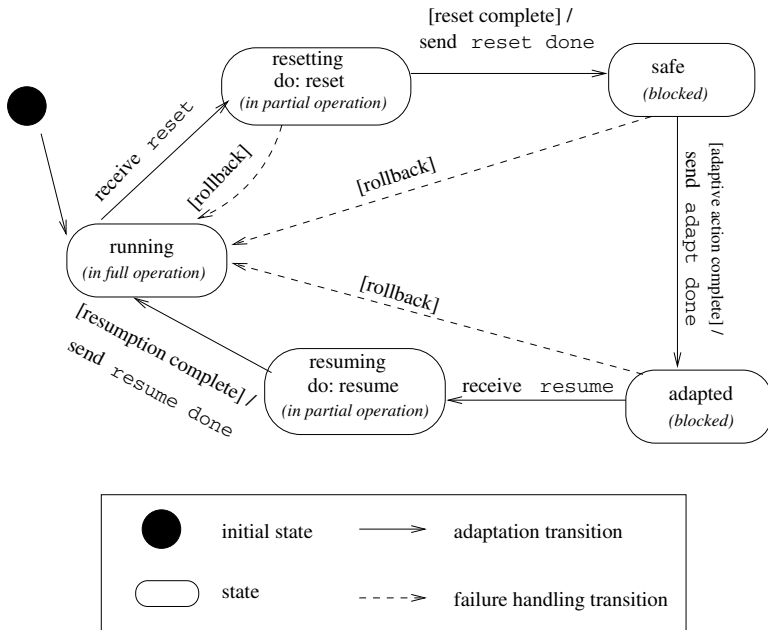 [reset complete] /
send reset done
resetting
do: reset
(in partial operation)
safe
(blocked)
receive reset
[rollback]
[rollback]
[adaptive action complete] /
send adapt done
running
(in full operation)
[rollback]
[resumption complete] /
send resume done
resuming
do: resume
(in partial operation)
receive resume
adapted
(blocked)
initial state
adaptation transition
state
failure handling transition